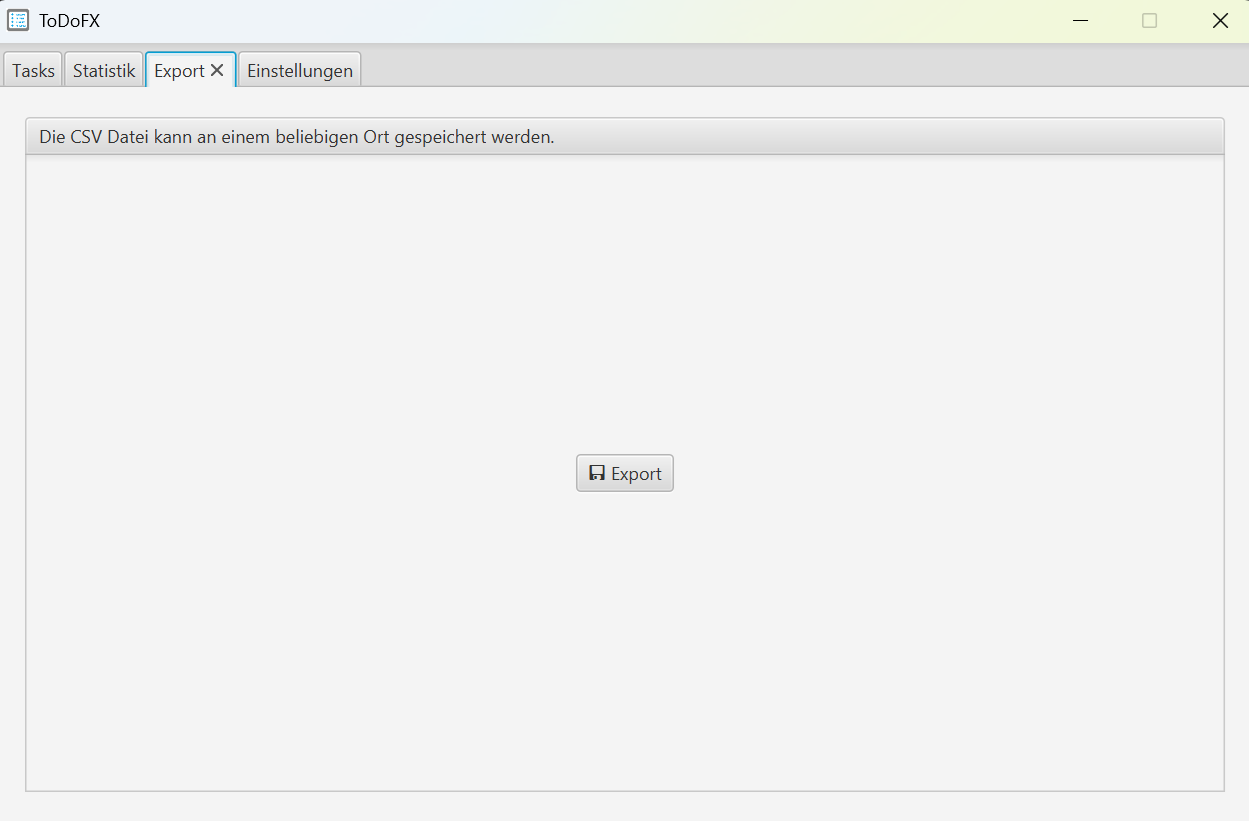 ToDoFX
Tasks Statistik Export Einstellungen
Die CSV Datei kann an einem beliebigen Ort gespeichert werden.
Export